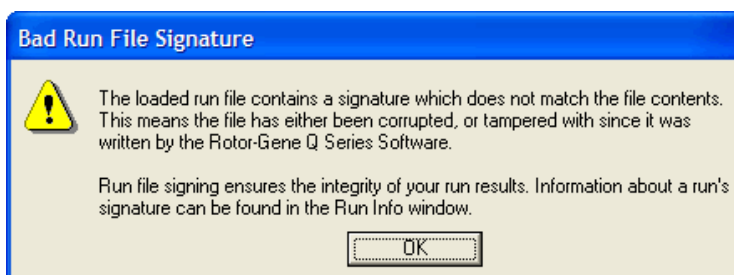 Bad Run File Signature
The loaded run file contains a signature which does not match the file contents.
This means the file has either been corrupted, or tampered with since it was
written by the Rotor-Gene Q Series Software.
Run file signing ensures the integrity of your run results. Information about a run's
signature can be found in the Run Info window.
OK